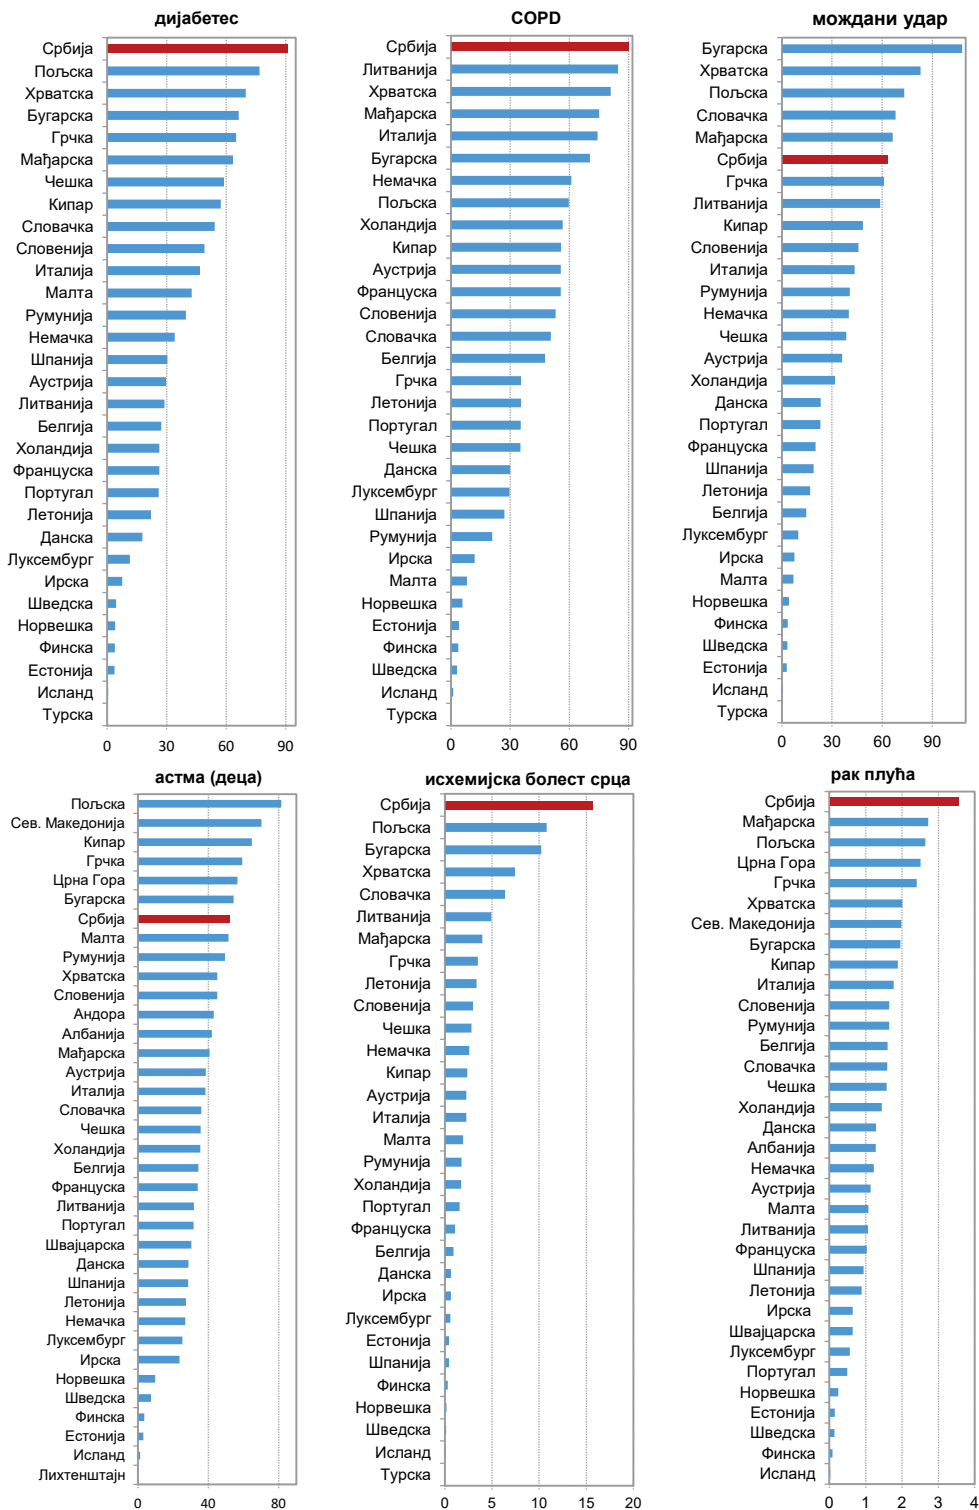 дијабетес
Србија
Пољска
Хрватска
Бугарска
Грчка
Мађарска
Чешка
Кипар
Словачка
Словенија
Италија
Малта
Румунија
Немачка
Шпанија
Аустрија
Литванија
Белгија
Холандија
Француска
Португал
Летонија
Данска
Луксембург
Ирска
Шведска
Норвешка
Финска
Естонија
Исланд
Турска
0 30 60 90
COPD
Србија
Литванија
Хрватска
Мађарска
Италија
Бугарска
Немачка
Пољска
Холандија
Кипар
Аустрија
Француска
Словенија
Словачка
Белгија
Грчка
Летонија
Португал
Чешка
Данска
Луксембург
Шпанија
Румунија
Ирска
Малта
Норвешка
Естонија
Финска
Шведска
Исланд
Турска
0 30 60 90
мождани удар
Бугарска
Хрватска
Пољска
Словачка
Мађарска
Србија
Грчка
Литванија
Кипар
Словенија
Италија
Румунија
Немачка
Чешка
Аустрија
Холандија
Данска
Португал
Француска
Шпанија
Летонија
Белгија
Луксембург
Ирска
Малта
Норвешка
Финска
Шведска
Естонија
Исланд
Турска
0 30 60 90
астма (деца)
Пољска
Сев. Македонија
Кипар
Грчка
Црна Гора
Бугарска
Србија
Малта
Румунија
Хрватска
Словенија
Андора
Албанија
Мађарска
Аустрија
Италија
Словачка
Чешка
Холандија
Белгија
Француска
Литванија
Португал
Швајцарска
Данска
Шпанија
Летонија
Немачка
Луксембург
Ирска
Норвешка
Шведска
Финска
Естонија
Исланд
Лихтенштајн
0 40 80
исхемијска болест срца
Србија
Пољска
Бугарска
Хрватска
Словачка
Литванија
Мађарска
Грчка
Летонија
Словенија
Чешка
Немачка
Кипар
Аустрија
Италија
Малта
Румунија
Холандија
Португал
Француска
Белгија
Данска
Ирска
Луксембург
Естонија
Шпанија
Финска
Норвешка
Шведска
Исланд
Турска
0 5 10 15 20
рак плућа
Србија
Мађарска
Пољска
Црна Гора
Грчка
Хрватска
Сев. Македонија
Бугарска
Кипар
Италија
Словенија
Румунија
Белгија
Словачка
Чешка
Холандија
Данска
Албанија
Немачка
Аустрија
Малта
Литванија
Француска
Шпанија
Летонија
Ирска
Швајцарска
Луксембург
Португал
Норвешка
Естонија
Шведска
Финска
Исланд
0 1 2 3 4